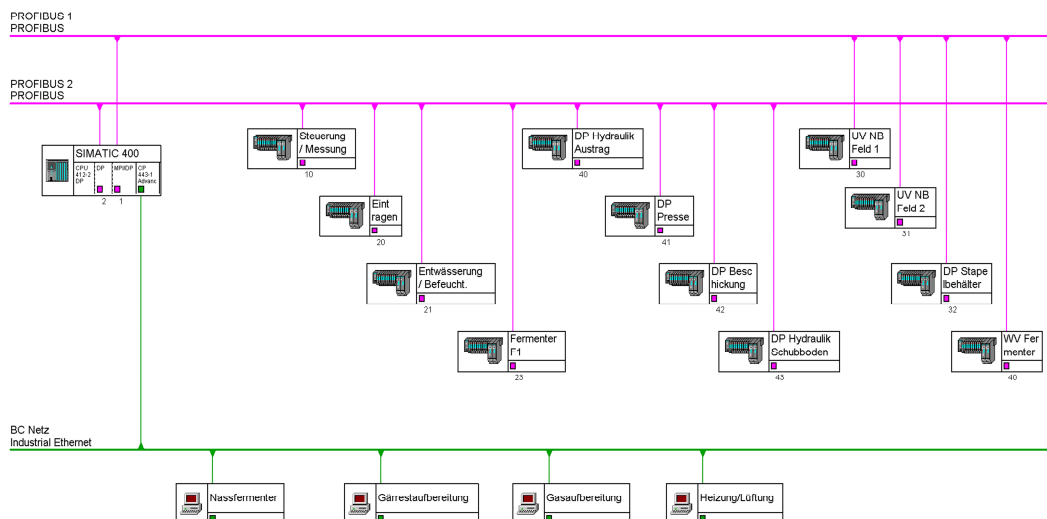 PROFIBUS 1
PROFIBUS
PROFIBUS 2
PROFIBUS
SIMATIC 400
CPU
412-2
DP
DP
MPI/DP
CP
443-1
Advanc
2
1
Steuerung
/ Messung
10
Eint
ragen
20
Entwässerung
/ Befeucht.
21
Fermenter
F1
23
DP Hydraulik
Austrag
40
DP
Presse
41
DP Besc
hickung
42
DP Hydraulik
Schubboden
43
UV NB
Feld 1
30
UV NB
Feld 2
31
DP Stape
lbehälter
32
WV Fer
menter
40
BC Netz
Industrial Ethernet
Nassfermenter
Gärrestaufbereitung
Gasaufbereitung
Heizung/Lüftung